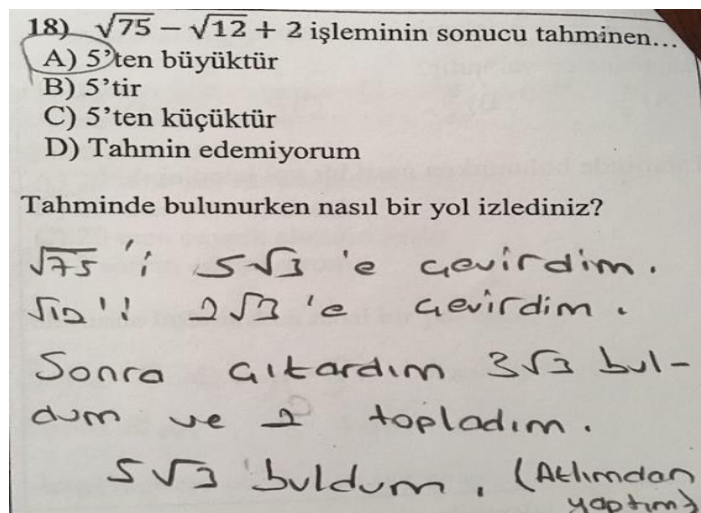 18) √75 − √12 + 2 işleminin sonucu tahminen...
A) 5'ten büyüktür
B) 5'tir
C) 5'ten küçüktür
D) Tahmin edemiyorum
Tahminde bulunurken nasıl bir yol izlediniz?
√75'i 5√3'e çevirdim.
√12'i 2√3'e çevirdim.
Sonra çıkardım 3√3 bul-
dum ve 2 topladım.
5√3 buldum. (Aklımdan
yaptım)